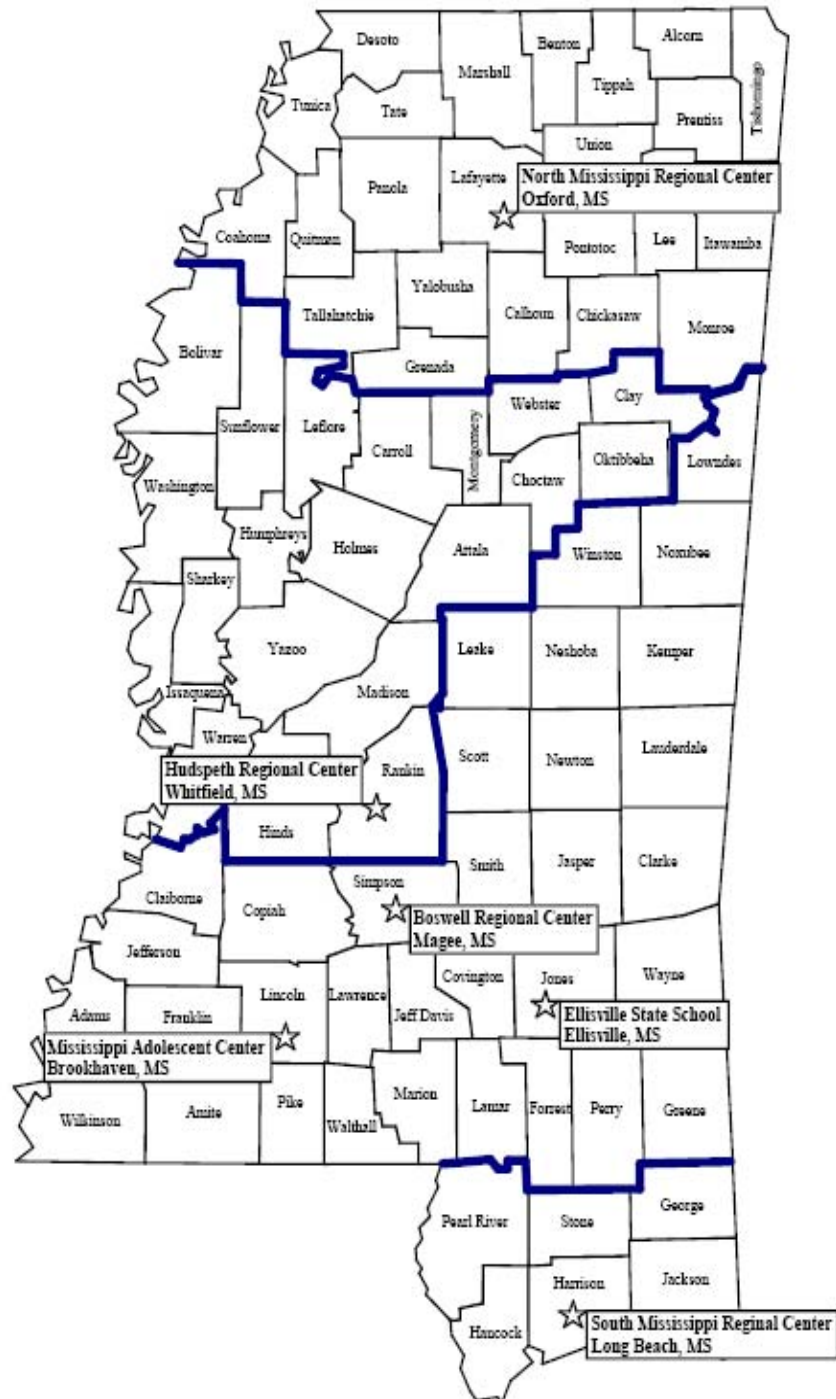 Desoto
Marshall
Benton
Tippah
Alcorn
Tishomingo
Tunica
Tate
Prentiss
Union
Panola
Lafayette
North Mississippi Regional Center
Oxford, MS
Coahoma
Quitman
Pontotoc
Lee
Itawamba
Yalobusha
Tallahatchie
Calhoun
Chickasaw
Monroe
Bolivar
Grenada
Sunflower
Leflore
Carroll
Montgomery
Webster
Clay
Choctaw
Oktibbeha
Lowndes
Washington
Humphreys
Holmes
Attala
Winston
Noxubee
Sharkey
Yazoo
Madison
Leake
Neshoba
Kemper
Issaquena
Warren
Rankin
Scott
Newton
Lauderdale
Hudspeth Regional Center
Whitfield, MS
Hinds
Simpson
Smith
Jasper
Clarke
Claiborne
Copiah
Boswell Regional Center
Magee, MS
Jefferson
Adams
Franklin
Lincoln
Lawrence
Jeff Davis
Covington
Jones
Wayne
Ellisville State School
Ellisville, MS
Mississippi Adolescent Center
Brookhaven, MS
Wilkinson
Amite
Pike
Walthall
Marion
Lamar
Forrest
Perry
Greene
Pearl River
Stone
George
Harrison
Jackson
Hancock
South Mississippi Reginal Center
Long Beach, MS